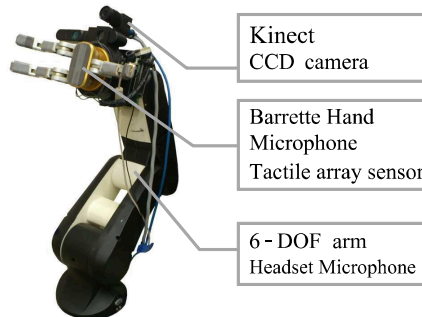 Kinect
CCD camera
Barrette Hand
Microphone
Tactile array sensor
6-DOF arm
Headset Microphone